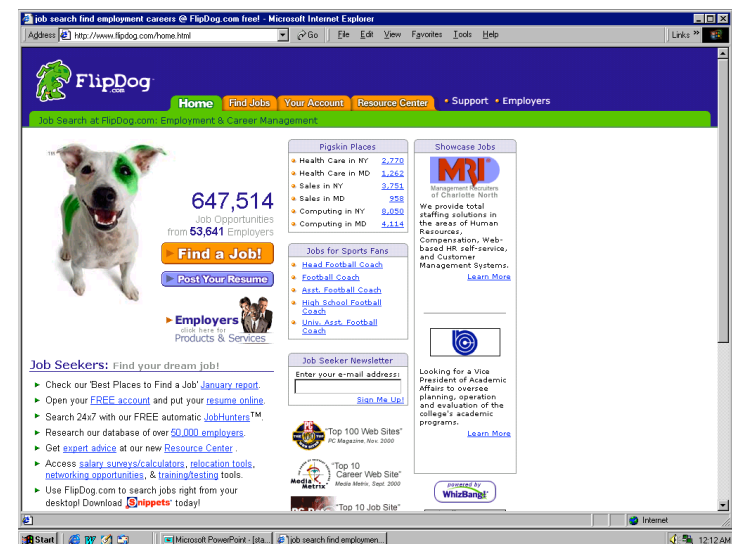 job search find employment careers @ FlipDog.com free! - Microsoft Internet Explorer
Address http://www.flipdog.com/home.html Go File Edit View Favorites Tools Help Links »
FlipDog
.com
Home Find Jobs Your Account Resource Center • Support • Employers
Job Search at FlipDog.com: Employment & Career Management
TM
647,514
Job Opportunities
from 53,641 Employers
Find a Job!
Post Your Resume
Employers
click here for
Products & Services
Job Seekers: Find your dream job!
Check our 'Best Places to Find a Job' January report.
Open your FREE account and put your resume online.
Search 24x7 with our FREE automatic JobHunters™.
Research our database of over 50,000 employers.
Get expert advice at our new Resource Center .
Access salary surveys/calculators, relocation tools,
networking opportunities, & training/testing tools.
Use FlipDog.com to search jobs right from your
desktop! Download Snippets' today!
Pigskin Places
Health Care in NY 2,770
Health Care in MD 1,262
Sales in NY 3,751
Sales in MD 958
Computing in NY 8,050
Computing in MD 4,114
Jobs for Sports Fans
Head Football Coach
Football Coach
Asst. Football Coach
High School Football
Coach
Univ. Asst. Football
Coach
Job Seeker Newsletter
Enter your e-mail address:
Sign Me Up!
"Top 100 Web Sites"
PC Magazine, Nov. 2000
Media Metrix
"Top 10
Career Web Site"
Media Metrix, Sept. 2000
"Top 10 Job Site"
Showcase Jobs
MRI
Management Recruiters
of Charlotte North
We provide total
staffing solutions in
the areas of Human
Resources,
Compensation, Web-
based HR self-service,
and Customer
Management Systems.
Learn More
Looking for a Vice
President of Academic
Affairs to oversee
planning, operation
and evaluation of the
college's academic
programs.
Learn More
powered by
WhizBang!
Internet
Start Microsoft PowerPoint - [sta... job search find employmen... 12:12 AM